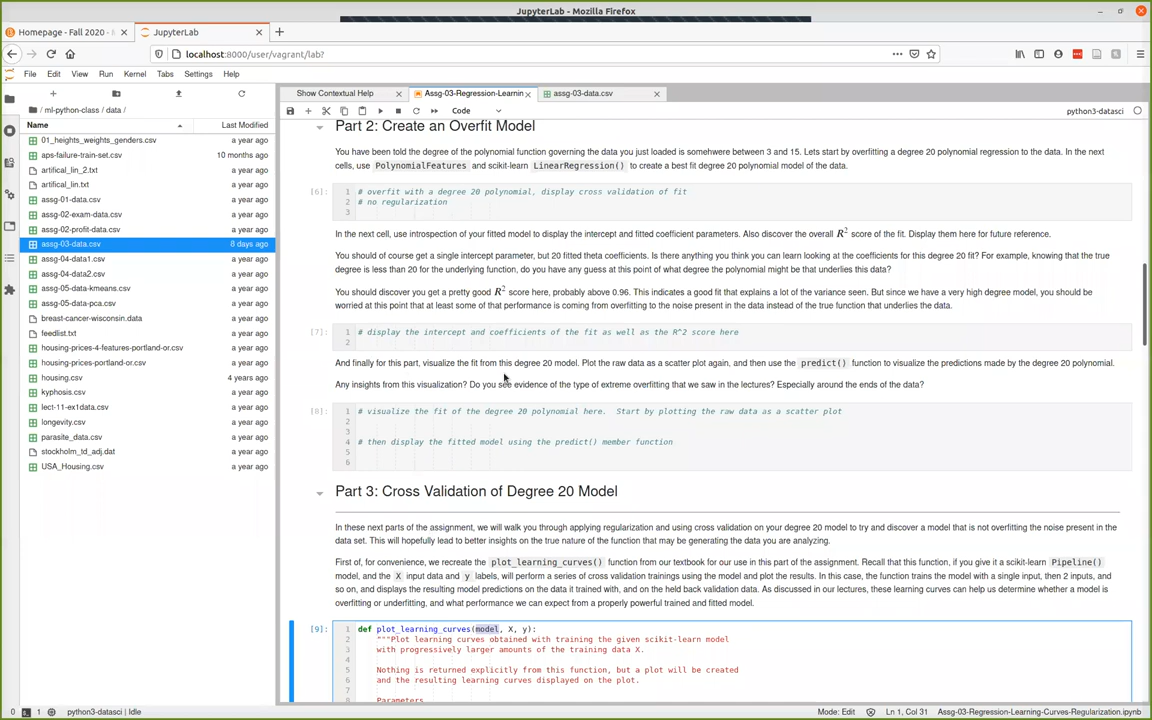 JupyterLab - Mozilla Firefox
Homepage - Fall 2020 -
JupyterLab
localhost:8000/user/vagrant/lab?
File Edit View Run Kernel Tabs Settings Help
Show Contextual Help
Assg-03-Regression-Learnin
assg-03-data.csv
/ ml-python-class / data /
Code
python3-datasci
Name Last Modified
01_heights_weights_genders.csv a year ago
aps-failure-train-set.csv 10 months ago
artifical_lin_2.txt a year ago
artifical_lin.txt a year ago
assg-01-data.csv a year ago
assg-02-exam-data.csv a year ago
assg-02-profit-data.csv a year ago
assg-03-data.csv 8 days ago
assg-04-data1.csv a year ago
assg-04-data2.csv a year ago
assg-05-data-kmeans.csv a year ago
assg-05-data-pca.csv a year ago
breast-cancer-wisconsin.data a year ago
feedlist.txt a year ago
housing-prices-4-features-portland-or.csv a year ago
housing-prices-portland-or.csv a year ago
housing.csv 4 years ago
kyphosis.csv a year ago
lect-11-ex1data.csv a year ago
longevity.csv a year ago
parasite_data.csv a year ago
stockholm_td_adj.dat a year ago
USA_Housing.csv a year ago
Part 2: Create an Overfit Model
You have been told the degree of the polynomial function governing the data you just loaded is somehwere between 3 and 15. Lets start by overfitting a degree 20 polynomial regression to the data. In the next
cells, use PolynomialFeatures and scikit-learn LinearRegression() to create a best fit degree 20 polynomial model of the data.
[6]: 1 # overfit with a degree 20 polynomial, display cross validation of fit
2 # no regularization
3
In the next cell, use introspection of your fitted model to display the intercept and fitted coefficient parameters. Also discover the overall R² score of the fit. Display them here for future reference.
You should of course get a single intercept parameter, but 20 fitted theta coefficients. Is there anything you think you can learn looking at the coefficients for this degree 20 fit? For example, knowing that the true
degree is less than 20 for the underlying function, do you have any guess at this point of what degree the polynomial might be that underlies this data?
You should discover you get a pretty good R² score here, probably above 0.96. This indicates a good fit that explains a lot of the variance seen. But since we have a very high degree model, you should be
worried at this point that at least some of that performance is coming from overfitting to the noise present in the data instead of the true function that underlies the data.
[7]: 1 # display the intercept and coefficients of the fit as well as the R^2 score here
2
And finally for this part, visualize the fit from this degree 20 model. Plot the raw data as a scatter plot again, and then use the predict() function to visualize the predictions made by the degree 20 polynomial.
Any insights from this visualization? Do you see evidence of the type of extreme overfitting that we saw in the lectures? Especially around the ends of the data?
[8]: 1 # visualize the fit of the degree 20 polynomial here. Start by plotting the raw data as a scatter plot
2
3
4 # then display the fitted model using the predict() member function
5
6
Part 3: Cross Validation of Degree 20 Model
In these next parts of the assignment, we will walk you through applying regularization and using cross validation on your degree 20 model to try and discover a model that is not overfitting the noise present in the
data set. This will hopefully lead to better insights on the true nature of the function that may be generating the data you are analyzing.
First of, for convenience, we recreate the plot_learning_curves() function from our textbook for our use in this part of the assignment. Recall that this function, if you give it a scikit-learn Pipeline()
model, and the X input data and y labels, will perform a series of cross validation trainings using the model and plot the results. In this case, the function trains the model with a single input, then 2 inputs, and
so on, and displays the resulting model predictions on the data it trained with, and on the held back validation data. As discussed in our lectures, these learning curves can help us determine whether a model is
overfitting or underfitting, and what performance we can expect from a properly powerful trained and fitted model.
[9]: 1 def plot_learning_curves(model, X, y):
2 """Plot learning curves obtained with training the given scikit-learn model
3 with progressively larger amounts of the training data X.
4
5 Nothing is returned explicitly from this function, but a plot will be created
6 and the resulting learning curves displayed on the plot.
7
8 Parameters
0 1 python3-datasci | Idle
Mode: Edit Ln 1, Col 31 Assg-03-Regression-Learning-Curves-Regularization.ipynb